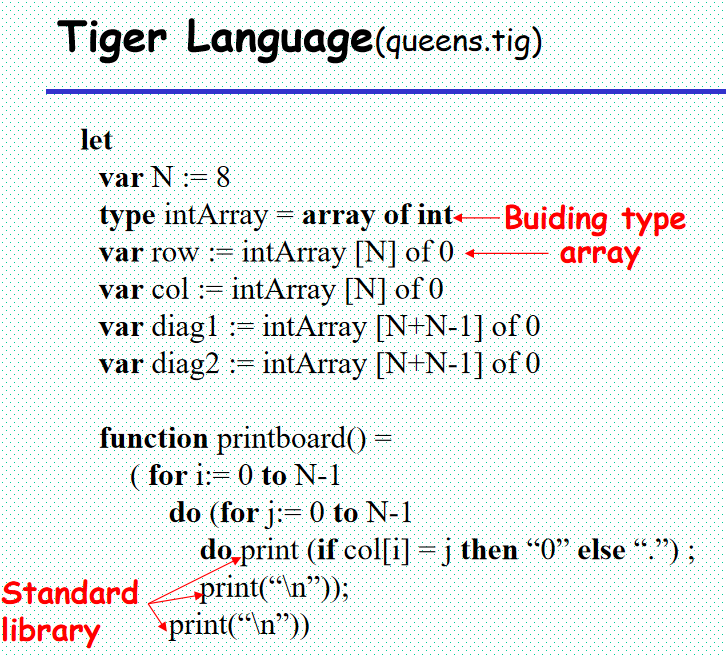 Tiger Language(queens.tig)
let
var N := 8
type intArray = array of int
Buiding type
var row := intArray [N] of 0
array
var col := intArray [N] of 0
var diag1 := intArray [N+N-1] of 0
var diag2 := intArray [N+N-1] of 0
function printboard() =
( for i:= 0 to N-1
do (for j:= 0 to N-1
do print (if col[i] = j then “0” else “.”) ;
Standard
print(“\n”));
library
print(“\n”))